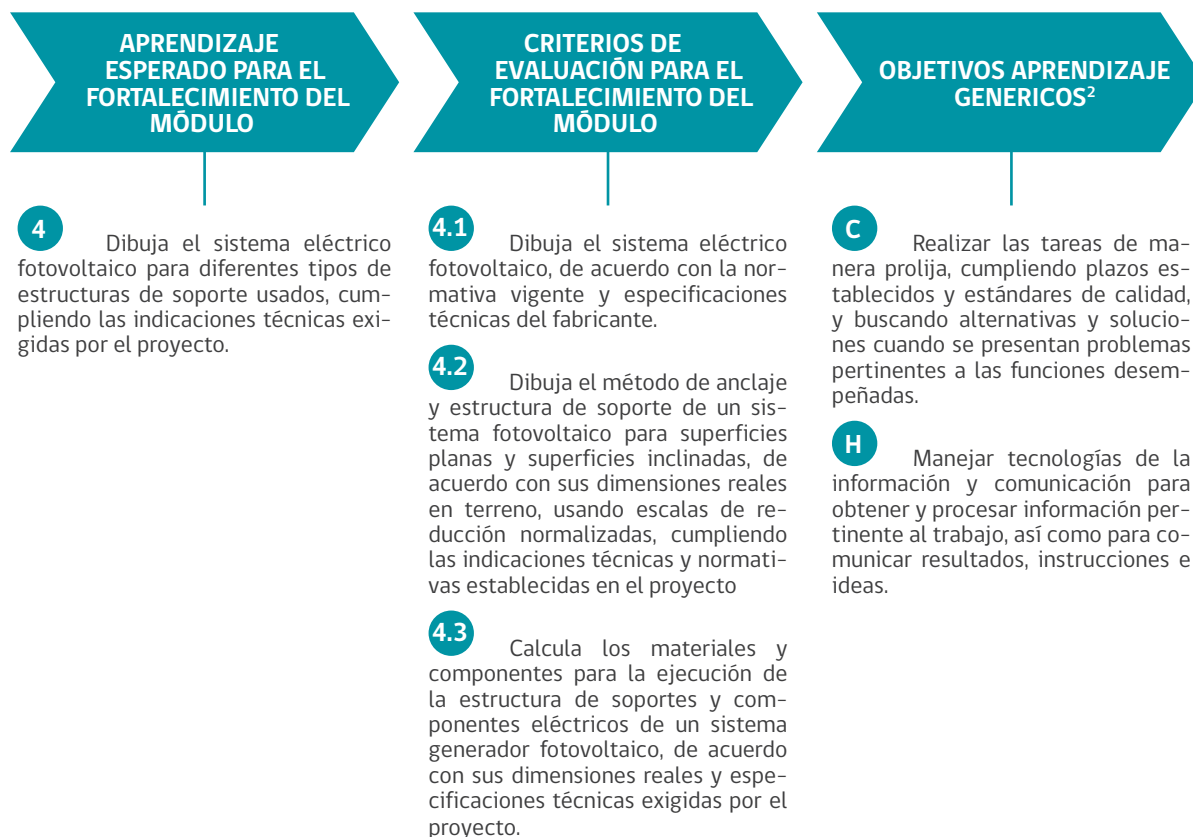 APRENDIZAJE
ESPERADO PARA EL
FORTALECIMIENTO DEL
MÓDULO
4
Dibuja el sistema eléctrico
fotovoltaico para diferentes tipos de
estructuras de soporte usados, cum-
pliendo las indicaciones técnicas exi-
gidas por el proyecto.
CRITERIOS DE
EVALUACIÓN PARA EL
FORTALECIMIENTO DEL
MÓDULO
4.1
Dibuja el sistema eléctrico
fotovoltaico, de acuerdo con la nor-
mativa vigente y especificaciones
técnicas del fabricante.
4.2
Dibuja el método de anclaje
y estructura de soporte de un sis-
tema fotovoltaico para superficies
planas y superficies inclinadas, de
acuerdo con sus dimensiones reales
en terreno, usando escalas de re-
ducción normalizadas, cumpliendo
las indicaciones técnicas y normati-
vas establecidas en el proyecto
4.3
Calcula los materiales y
componentes para la ejecución de
la estructura de soportes y com-
ponentes eléctricos de un sistema
generador fotovoltaico, de acuerdo
con sus dimensiones reales y espe-
cificaciones técnicas exigidas por el
proyecto.
OBJETIVOS APRENDIZAJE
GENERICOS²
C
Realizar las tareas de ma-
nera prolija, cumpliendo plazos es-
tablecidos y estándares de calidad,
y buscando alternativas y solucio-
nes cuando se presentan problemas
pertinentes a las funciones desem-
peñadas.
H
Manejar tecnologías de la
información y comunicación para
obtener y procesar información per-
tinente al trabajo, así como para co-
municar resultados, instrucciones e
ideas.